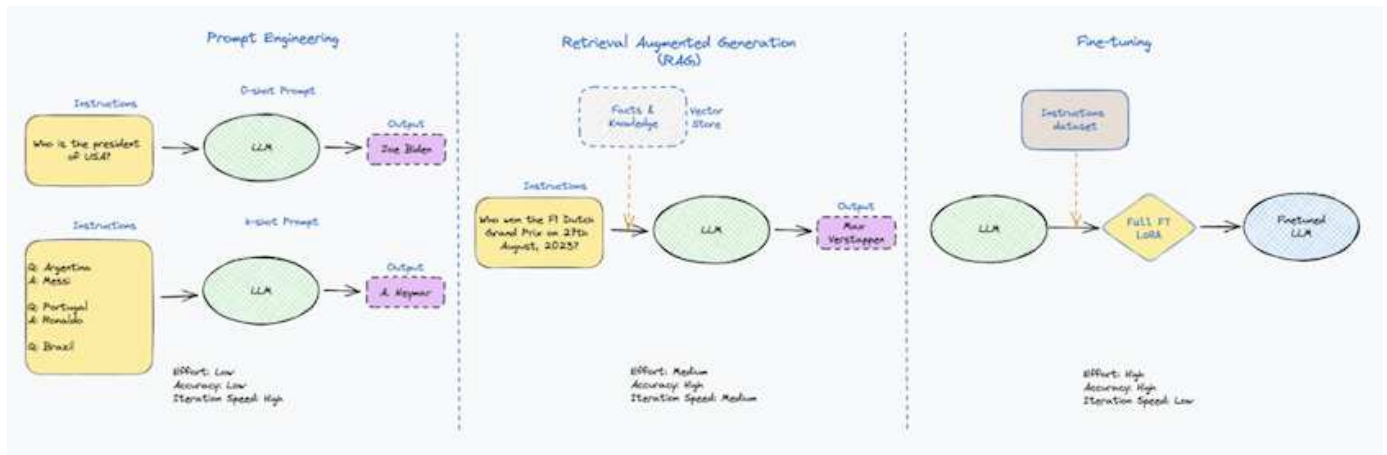 Prompt Engineering
0-shot Prompt
Instructions
Who is the president
of USA?
LLM
Output
Joe Biden
k-shot Prompt
Instructions
Q: Argentina
A: Messi
Q: Portugal
A: Ronaldo
Q: Brazil
LLM
Output
A. Neymar
Effort: Low
Accuracy: Low
Iteration Speed: High
Retrieval Augmented Generation
(RAG)
Facts &
Knowledge
Vector
Store
Instructions
Who won the F1 Dutch
Grand Prix on 27th
August, 2023?
LLM
Output
Max
Verstappen
Effort: Medium
Accuracy: High
Iteration Speed: Medium
Fine-tuning
Instructions
dataset
LLM
Full FT
LoRA
Finetuned
LLM
Effort: High
Accuracy: High
Iteration Speed: Low